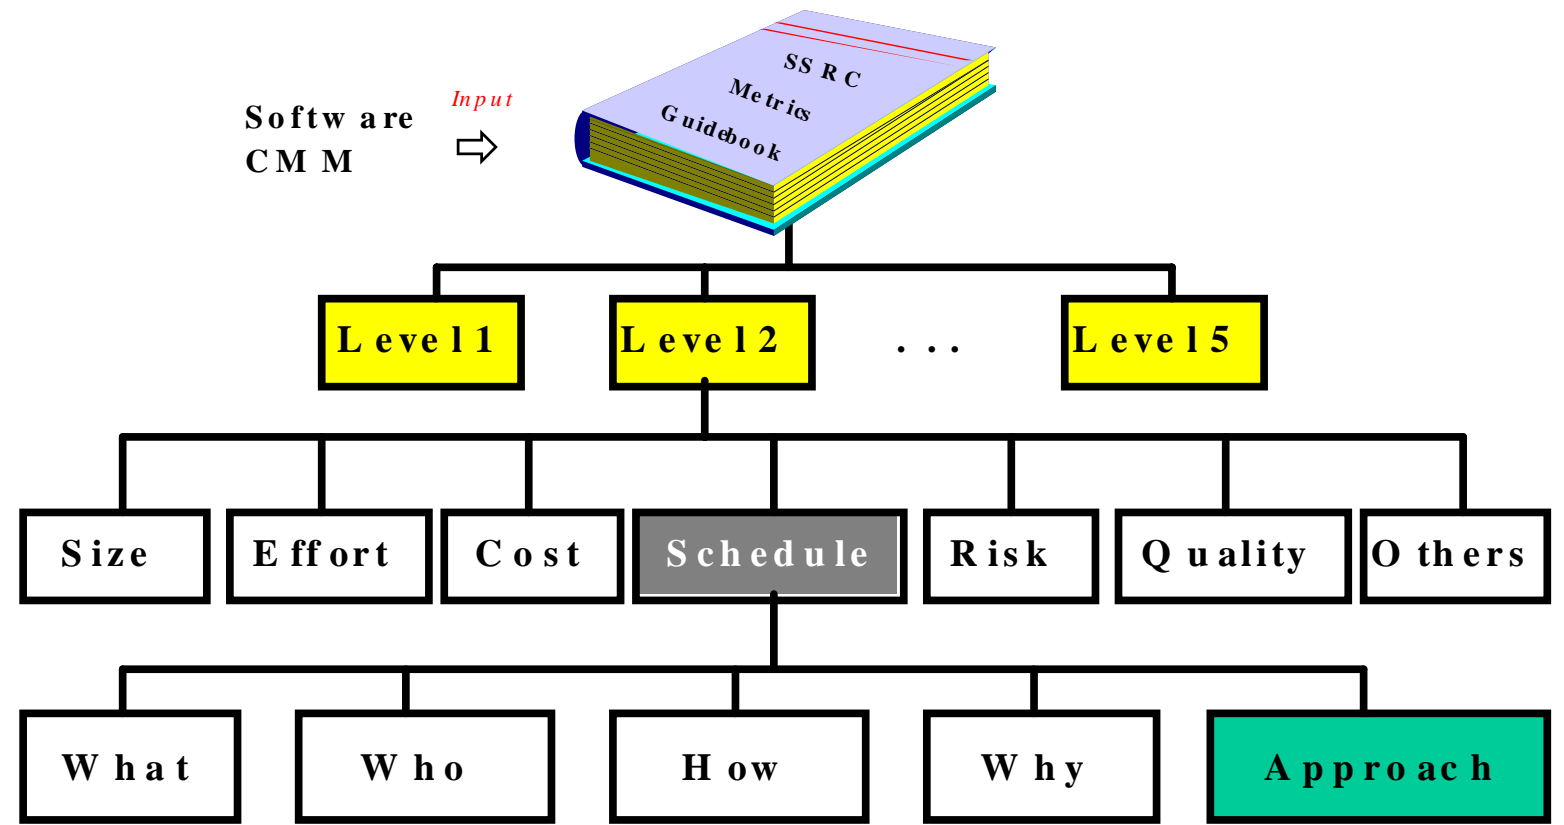 Software
CMM
Input
SSRC
Metrics
Guidebook
Level 1
Level 2
. . .
Level 5
Size
Effort
Cost
Schedule
Risk
Quality
Others
What
Who
How
Why
Approach